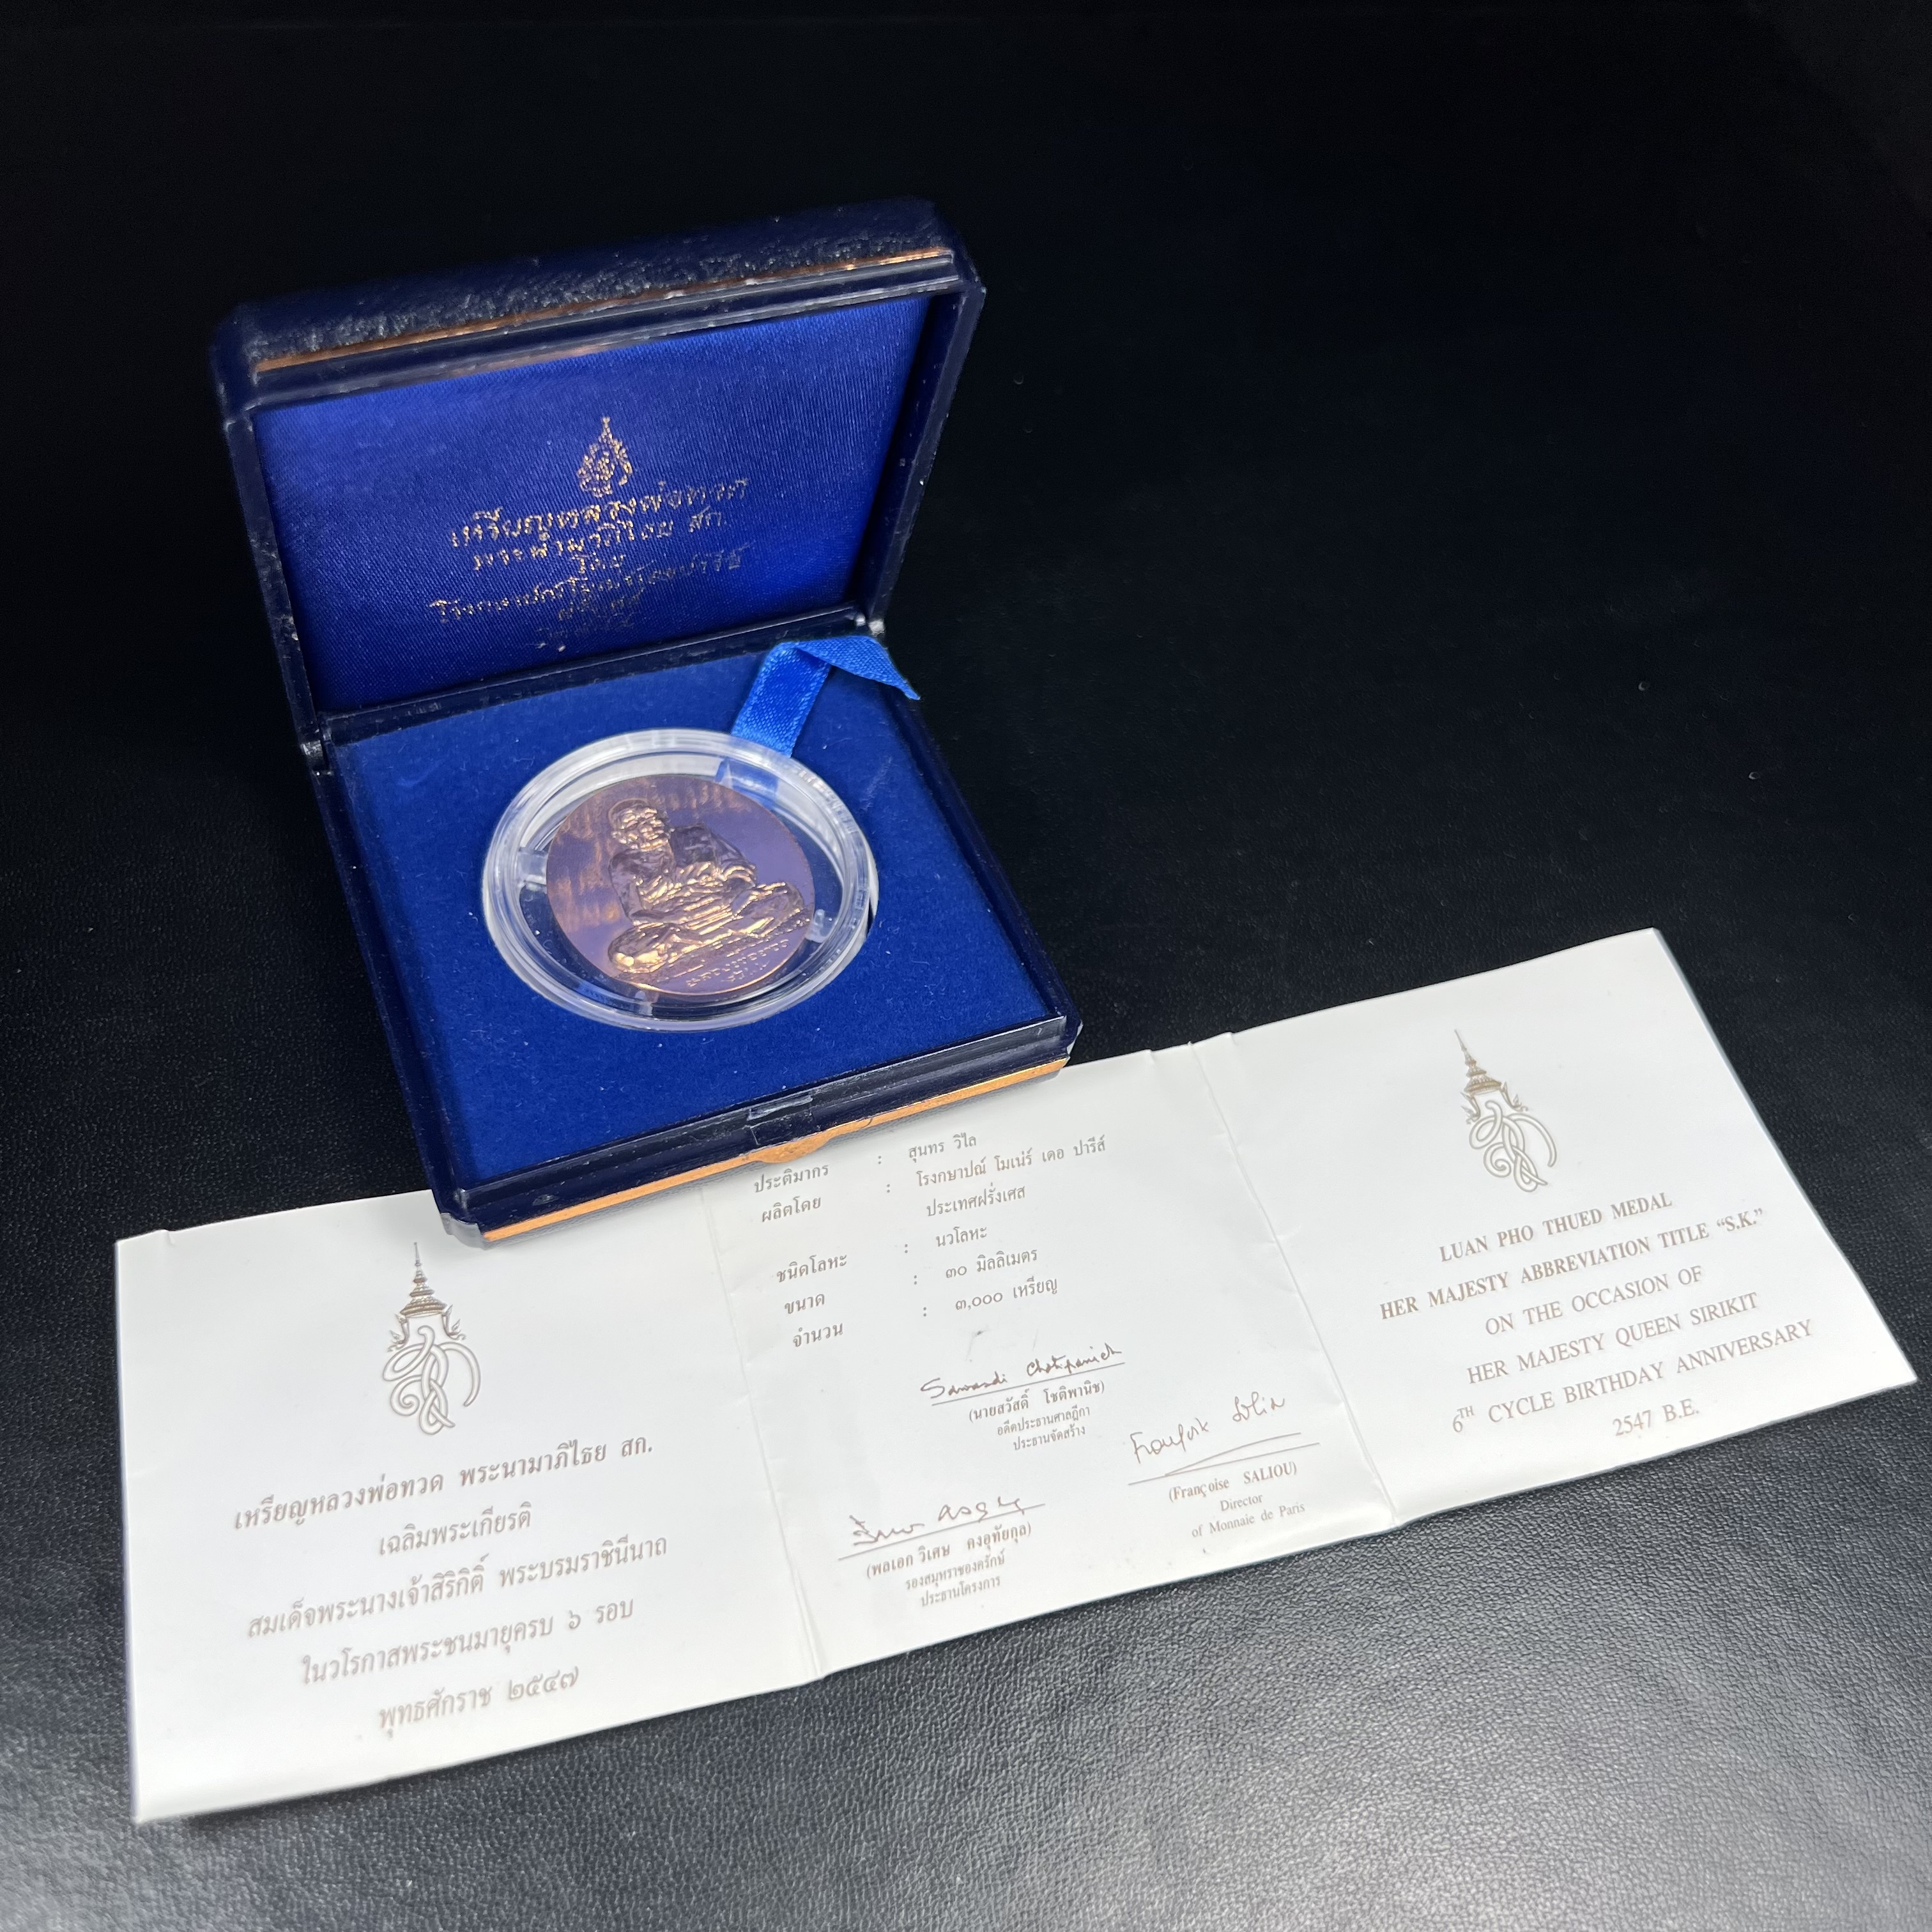 เหรียญหลวงพ่อทวด
พระนามาภิไธย สก.
โดย
เหรียญหลวงพ่อทวด พระนามาภิไธย สก.
เฉลิมพระเกียรติ
สมเด็จพระนางเจ้าสิริกิติ์ พระบรมราชินีนาถ
ในวโรกาสพระชนมายุครบ ๖ รอบ
พุทธศักราช ๒๕๔๗
ประติมากร : สุนทร วิไล
ผลิตโดย : โรงกษาปณ์ โมเน่ร์ เดอ ปารีส์
ประเทศฝรั่งเศส
ชนิดโลหะ : นวโลหะ
ขนาด : ๓๐ มิลลิเมตร
จำนวน : ๓,๐๐๐ เหรียญ
Sawasdi Chotipanich
(นายสวัสดิ์ โชติพานิช)
อดีตประธานศาลฎีกา
ประธานจัดสร้าง
(พลเอก วิเศษ คงอุทัยกุล)
รองสมุหราชองครักษ์
ประธานโครงการ
(Françoise SALIOU)
Director
of Monnaie de Paris
LUAN PHO THUED MEDAL
HER MAJESTY ABBREVIATION TITLE “S.K.”
ON THE OCCASION OF
HER MAJESTY QUEEN SIRIKIT
6TH CYCLE BIRTHDAY ANNIVERSARY
2547 B.E.